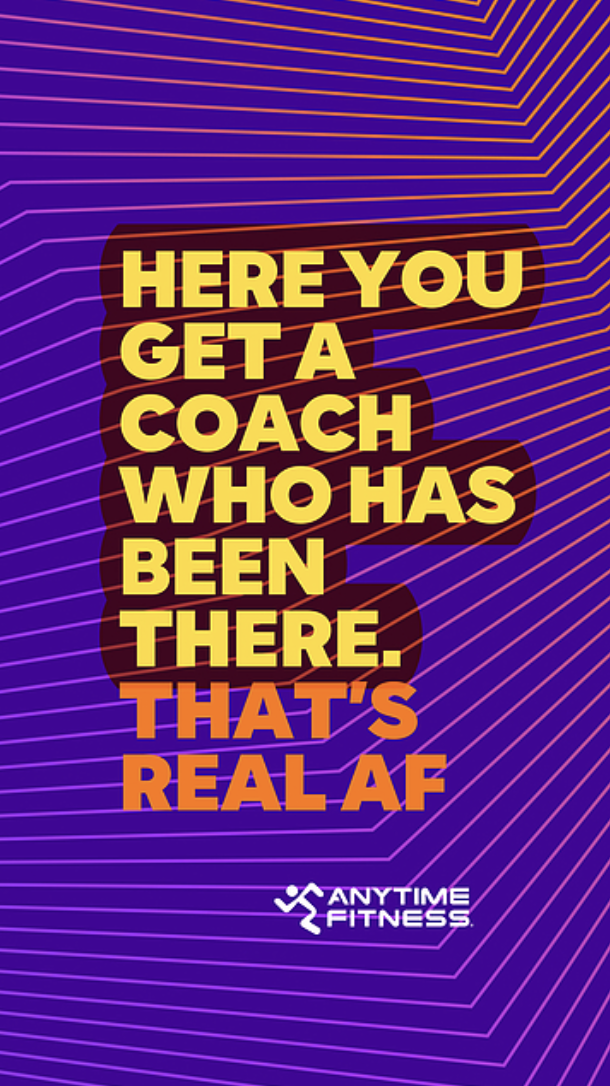 HERE YOU
GET A
COACH
WHO HAS
BEEN
THERE.
THAT'S
REAL AF
ANYTIME
FITNESS.